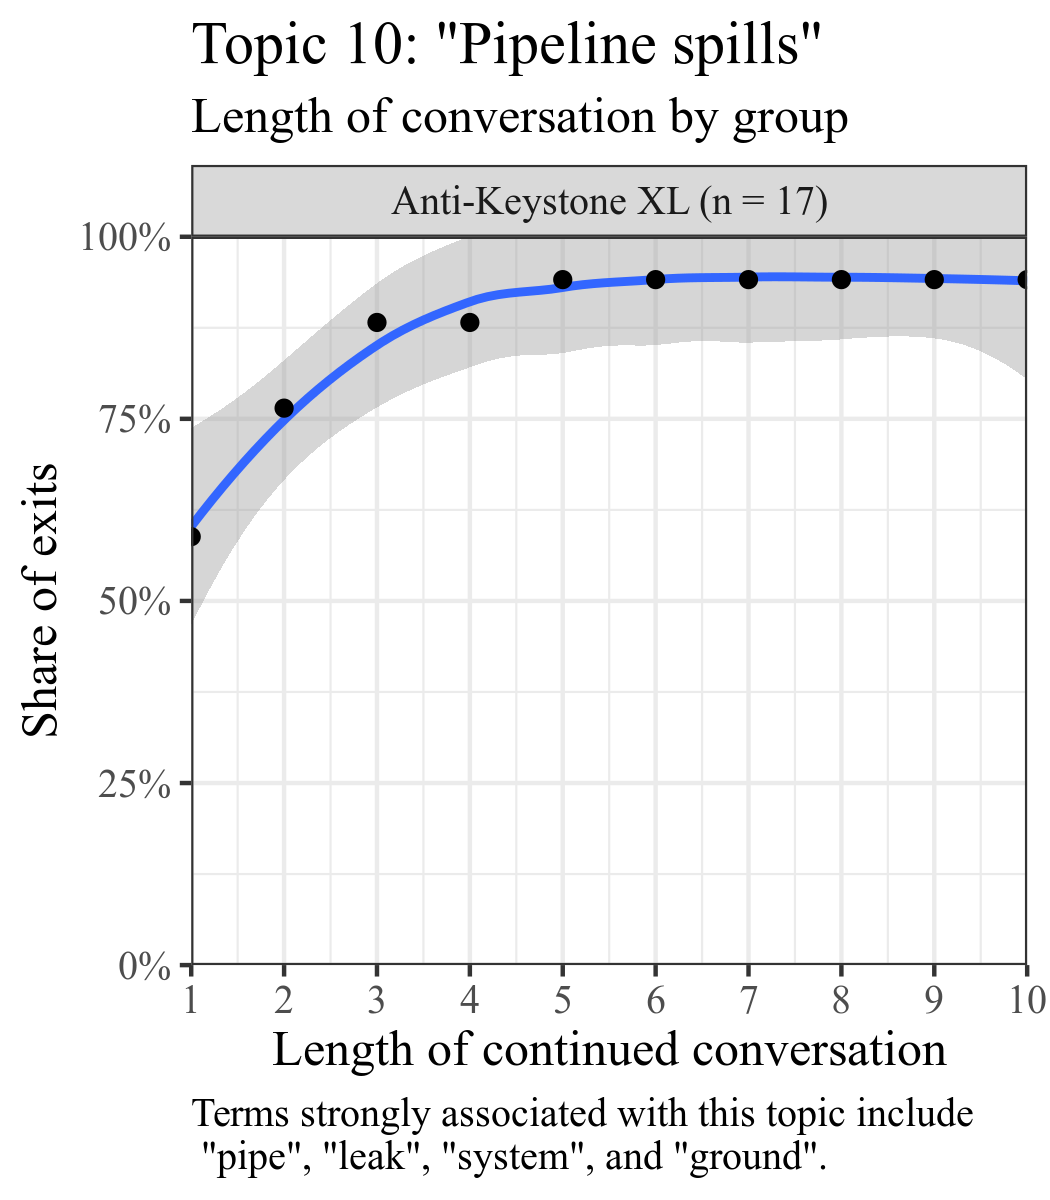 Topic 10: "Pipeline spills"
Length of conversation by group
Anti-Keystone XL (n = 17)
100%
75%
50%
25%
0%
Share of exits
1 2 3 4 5 6 7 8 9 10
Length of continued conversation
Terms strongly associated with this topic include
"pipe", "leak", "system", and "ground".